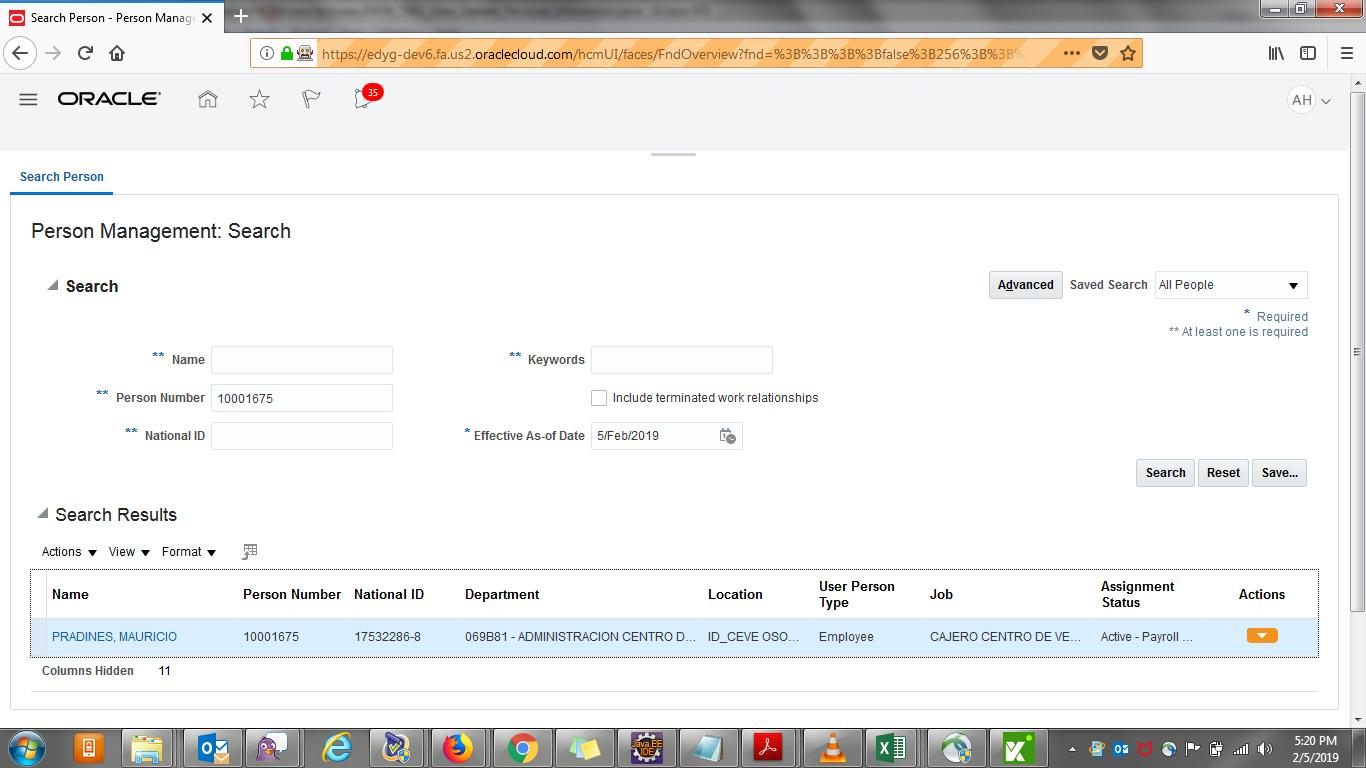 Search Person - Person Manage
https://edyg-dev6.fa.us2.oraclecloud.com/hcmUI/faces/FndOverview?fnd=%3B%3B%3B%3Bfalse%3B256%3B%3B%
ORACLE
35
AH
Search Person
Person Management: Search
Search
Advanced Saved Search All People
* Required
** At least one is required
** Name ** Keywords
** Person Number 10001675 Include terminated work relationships
** National ID * Effective As-of Date 5/Feb/2019
Search Reset Save...
Search Results
Actions View Format
Name Person Number National ID Department Location User Person Type Job Assignment Status Actions
PRADINES, MAURICIO 10001675 17532286-8 069B81 - ADMINISTRACION CENTRO D... ID_CEVE OSO... Employee CAJERO CENTRO DE VE... Active - Payroll ...
Columns Hidden 11
Java EE
IDE
5:20 PM
2/5/2019